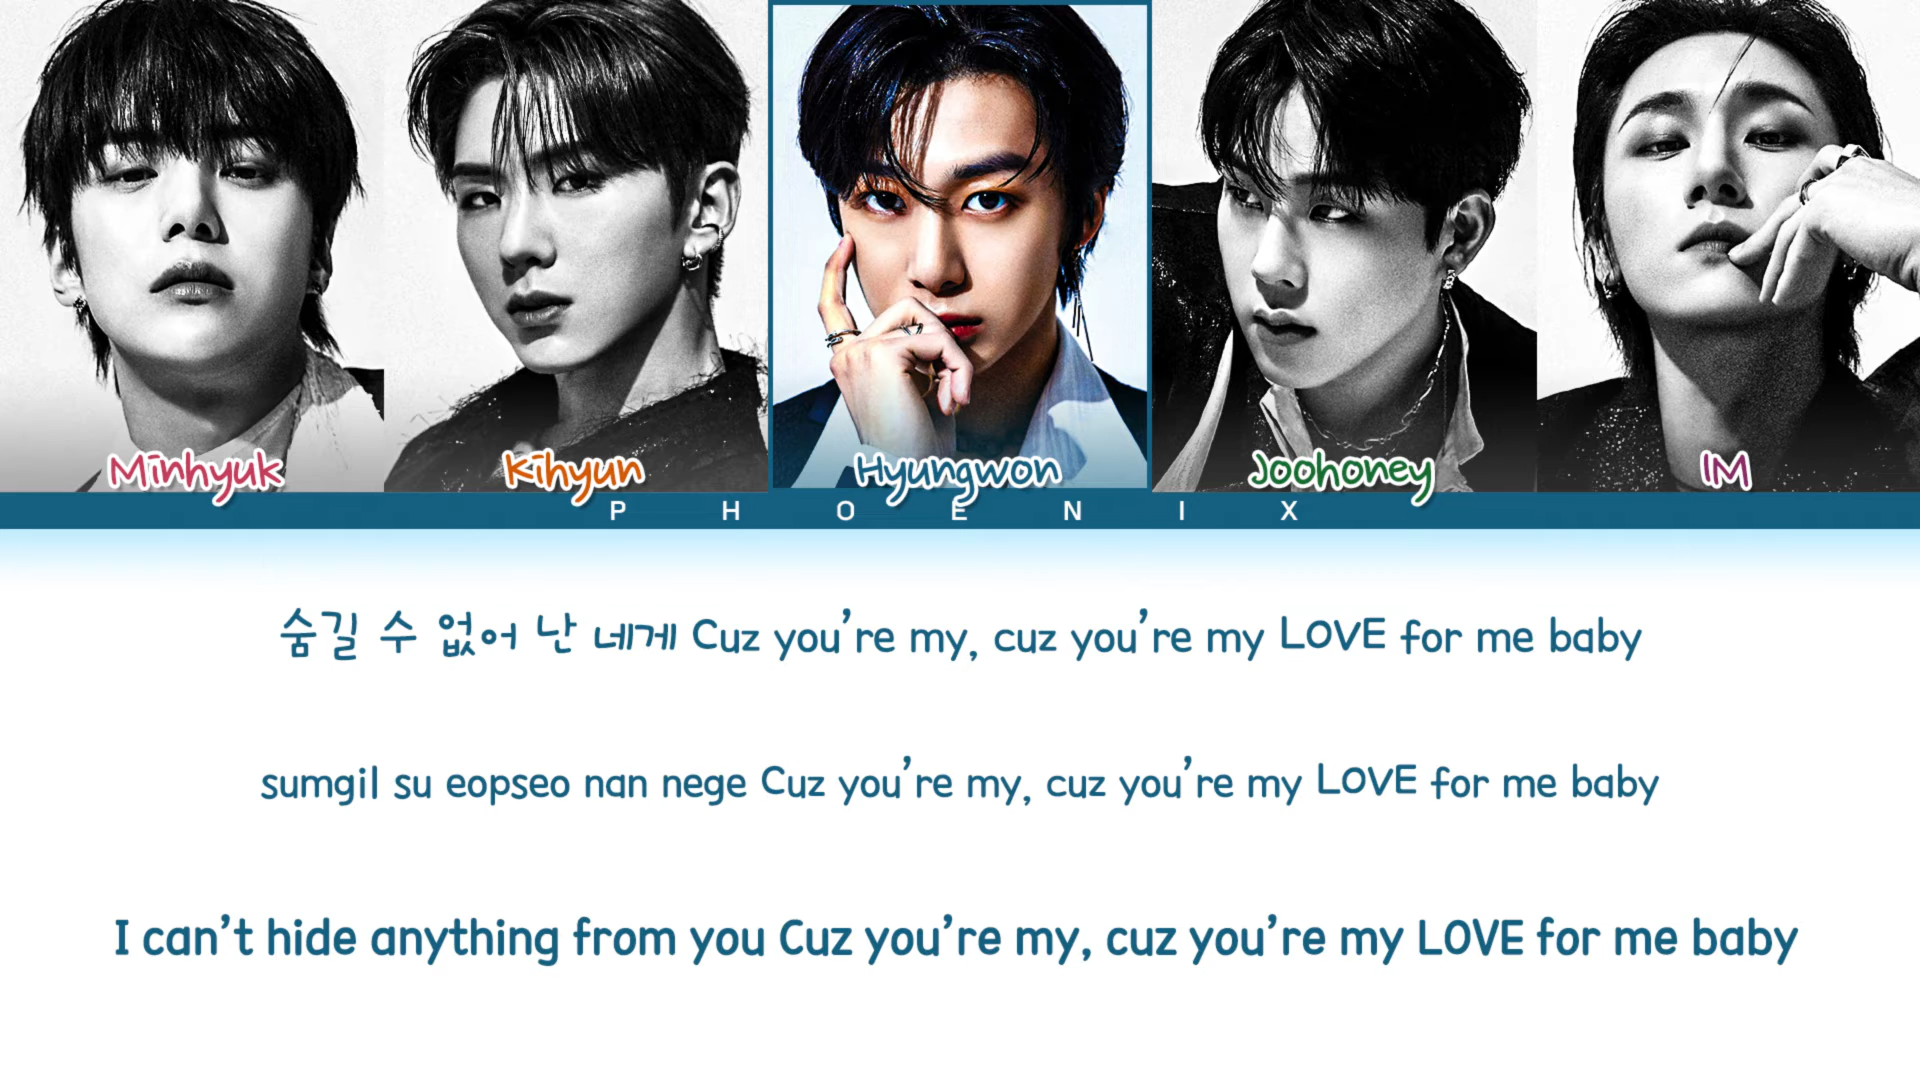 Minhyuk Kihyun Hyungwon Joohoney IM
PHOENIX
숨길 수 없어 난 네게 Cuz you're my, cuz you're my LOVE for me baby
sumgil su eopseo nan nege Cuz you're my, cuz you're my LOVE for me baby
I can't hide anything from you Cuz you're my, cuz you're my LOVE for me baby